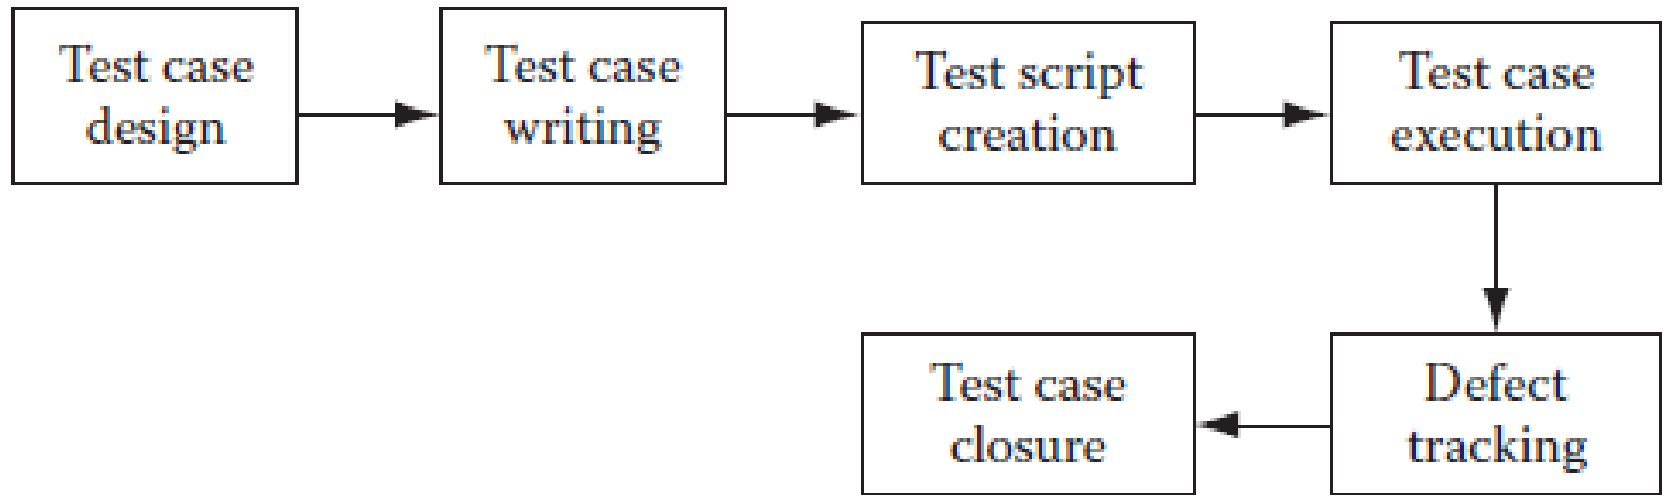 Test case
design
Test case
writing
Test script
creation
Test case
execution
Defect
tracking
Test case
closure